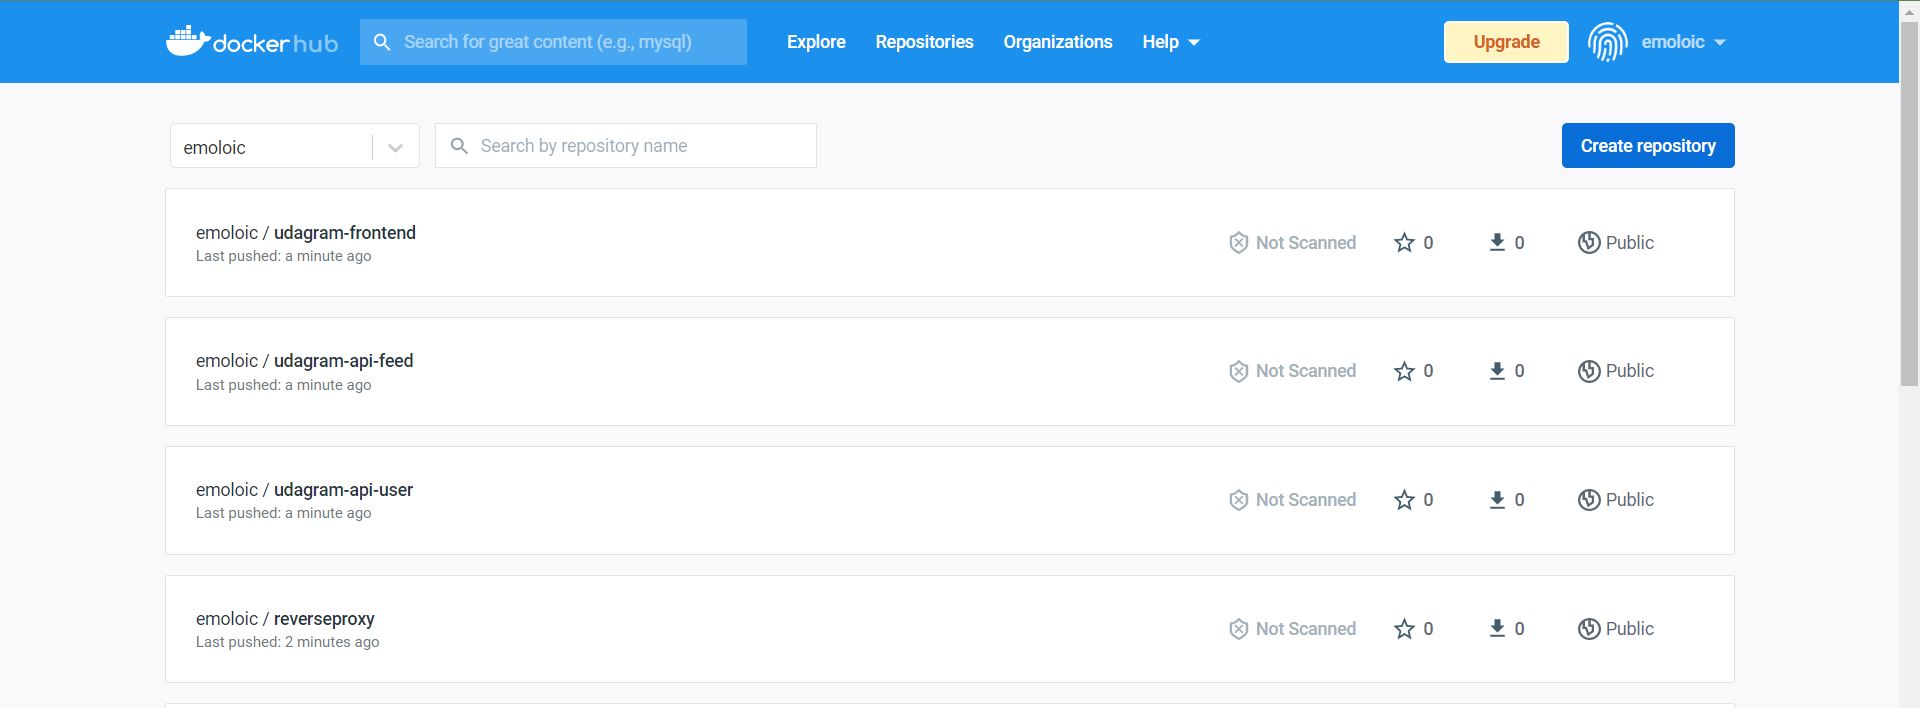 docker hub
Search for great content (e.g., mysql)
Explore
Repositories
Organizations
Help
Upgrade
emoloic
emoloic
Search by repository name
Create repository
emoloic / udagram-frontend
Last pushed: a minute ago
Not Scanned
0
0
Public
emoloic / udagram-api-feed
Last pushed: a minute ago
Not Scanned
0
0
Public
emoloic / udagram-api-user
Last pushed: a minute ago
Not Scanned
0
0
Public
emoloic / reverseproxy
Last pushed: 2 minutes ago
Not Scanned
0
0
Public